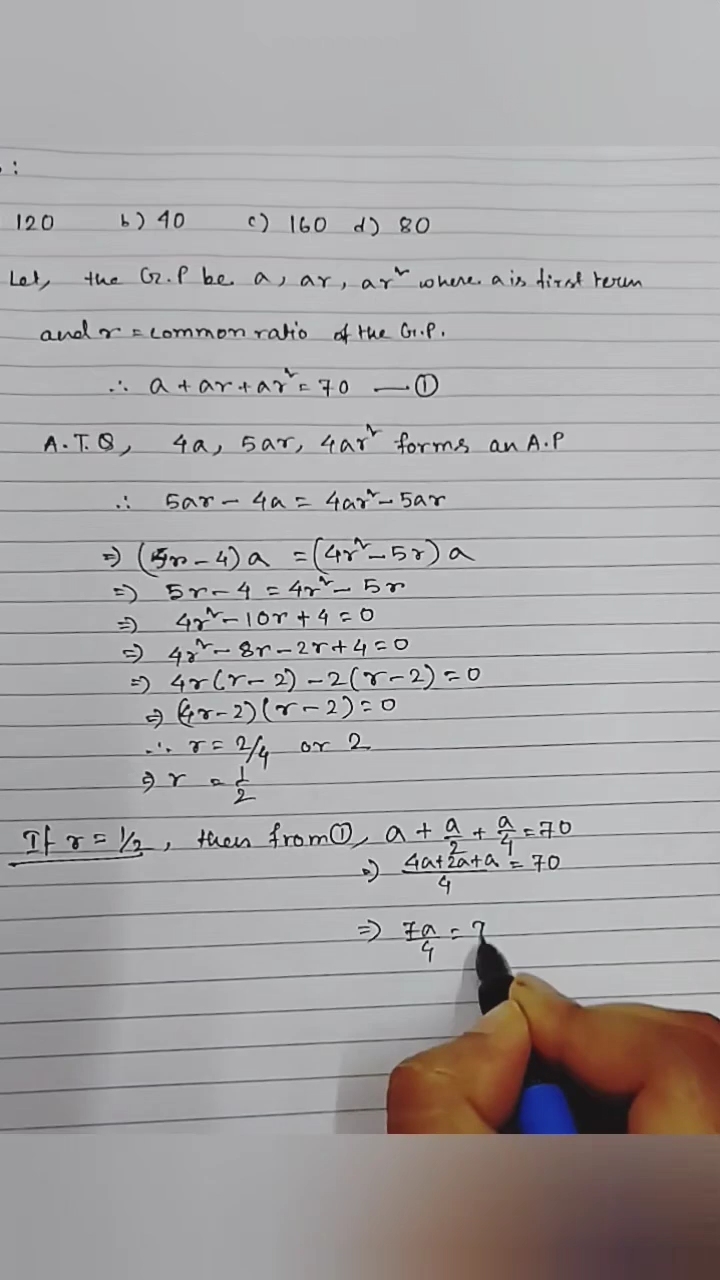 :
120 b) 40 c) 160 d) 80
Let, the G.P be a, ar, ar² where a is first term
and r = common ratio of the G.P.
∴ a + ar + ar² = 70 — ①
A.T.Q, 4a, 5ar, 4ar² forms an A.P
∴ 5ar - 4a = 4ar² - 5ar
⇒ (5r - 4) a = (4r² - 5r) a
⇒ 5r - 4 = 4r² - 5r
⇒ 4r² - 10r + 4 = 0
⇒ 4r² - 8r - 2r + 4 = 0
⇒ 4r(r - 2) - 2(r - 2) = 0
⇒ (4r - 2)(r - 2) = 0
∴ r = 2/4 or 2
⇒ r = 1/2
If r = 1/2, then from ①, a + a/2 + a/4 = 70
⇒ (4a+2a+a)/4 = 70
⇒ 7a/4 =